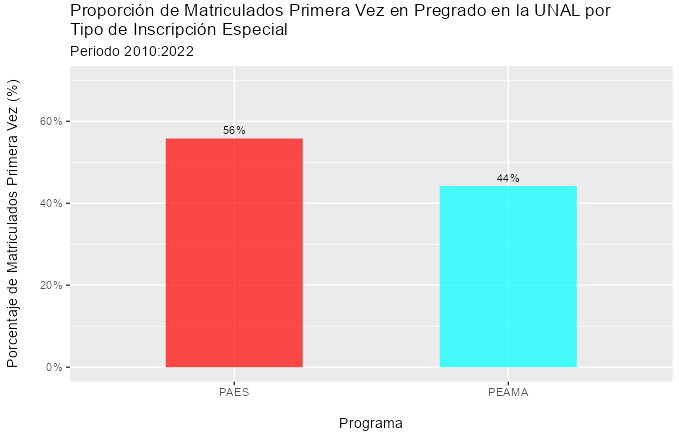 Proporción de Matriculados Primera Vez en Pregrado en la UNAL por
Tipo de Inscripción Especial
Periodo 2010:2022
Porcentaje de Matriculados Primera Vez (%)
60%
40%
20%
0%
56%
44%
PAES
PEAMA
Programa